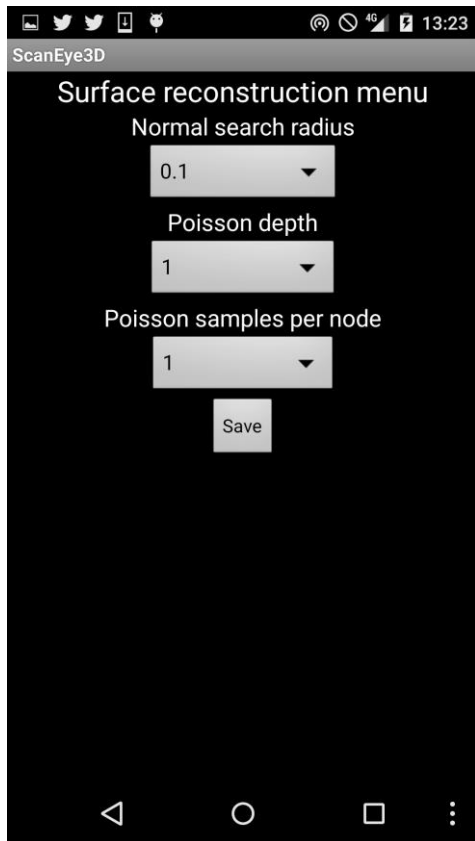 4G 13:23
ScanEye3D
Surface reconstruction menu
Normal search radius
0.1
Poisson depth
1
Poisson samples per node
1
Save